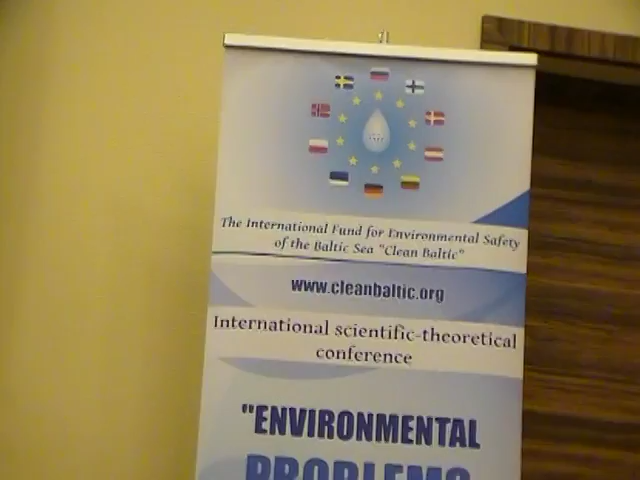 The International Fund for Environmental Safety
of the Baltic Sea "Clean Baltic"
www.cleanbaltic.org
International scientific-theoretical
conference
"ENVIRONMENTAL
PROBLEMS